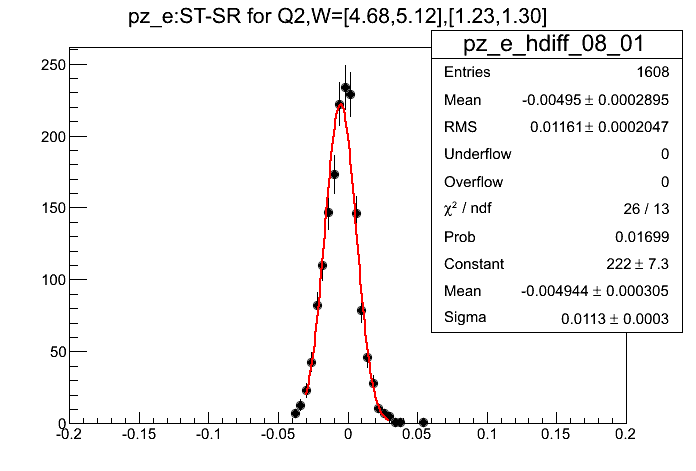 pz_e:ST-SR for Q2,W=[4.68,5.12],[1.23,1.30]
pz_e_hdiff_08_01
Entries 1608
Mean -0.00495 ± 0.0002895
RMS 0.01161 ± 0.0002047
Underflow 0
Overflow 0
χ² / ndf 26 / 13
Prob 0.01699
Constant 222 ± 7.3
Mean -0.004944 ± 0.000305
Sigma 0.0113 ± 0.0003
250
200
150
100
50
0
-0.2 -0.15 -0.1 -0.05 0 0.05 0.1 0.15 0.2